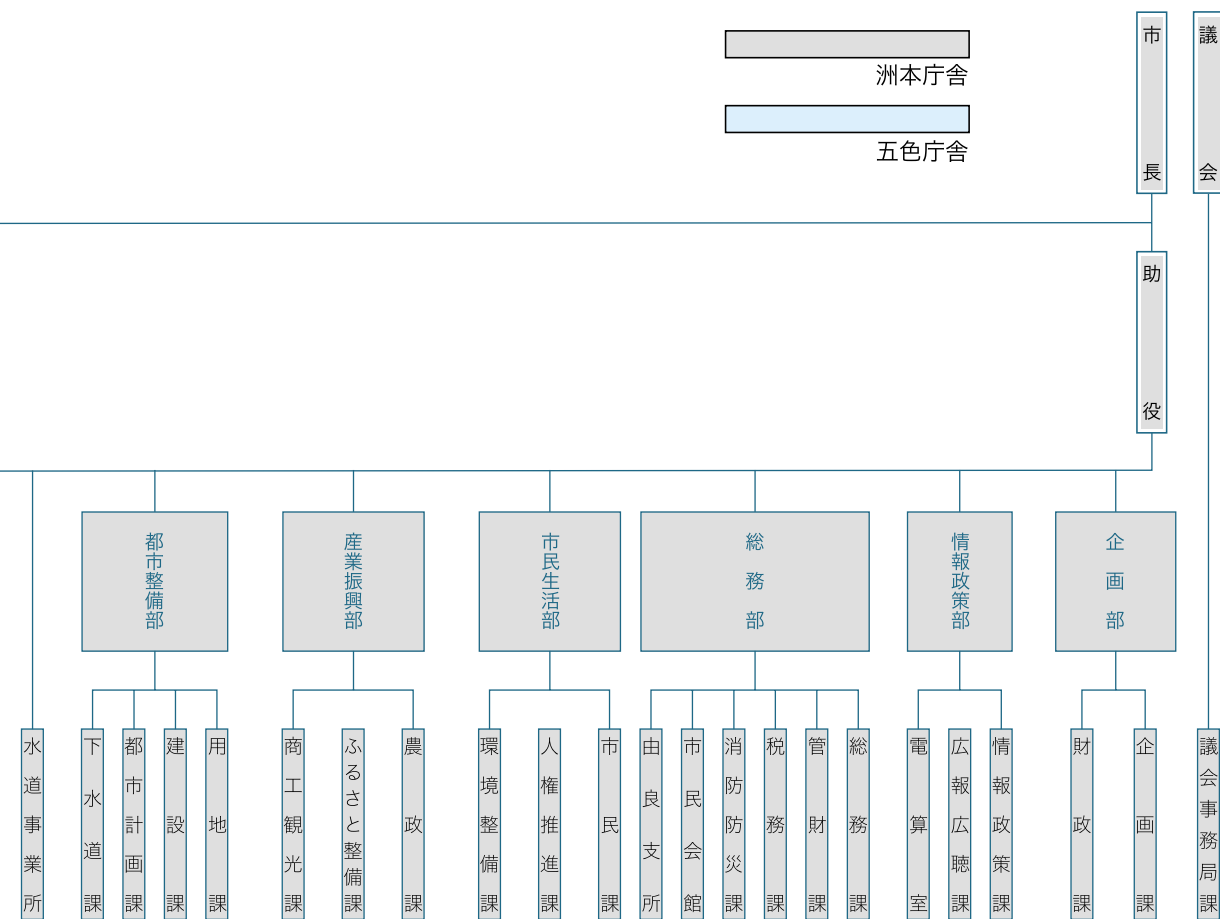 議会
市長
洲本庁舎
五色庁舎
助役
企画部
情報政策部
総務部
市民生活部
産業振興部
都市整備部
議会事務局課
企画課
財政課
情報政策課
広報広聴課
電算室
総務課
管財課
税務課
消防防災課
市民会館
由良支所
市民課
人権推進課
環境整備課
農政課
ふるさと整備課
商工観光課
用地課
建設課
都市計画課
下水道課
水道事業所